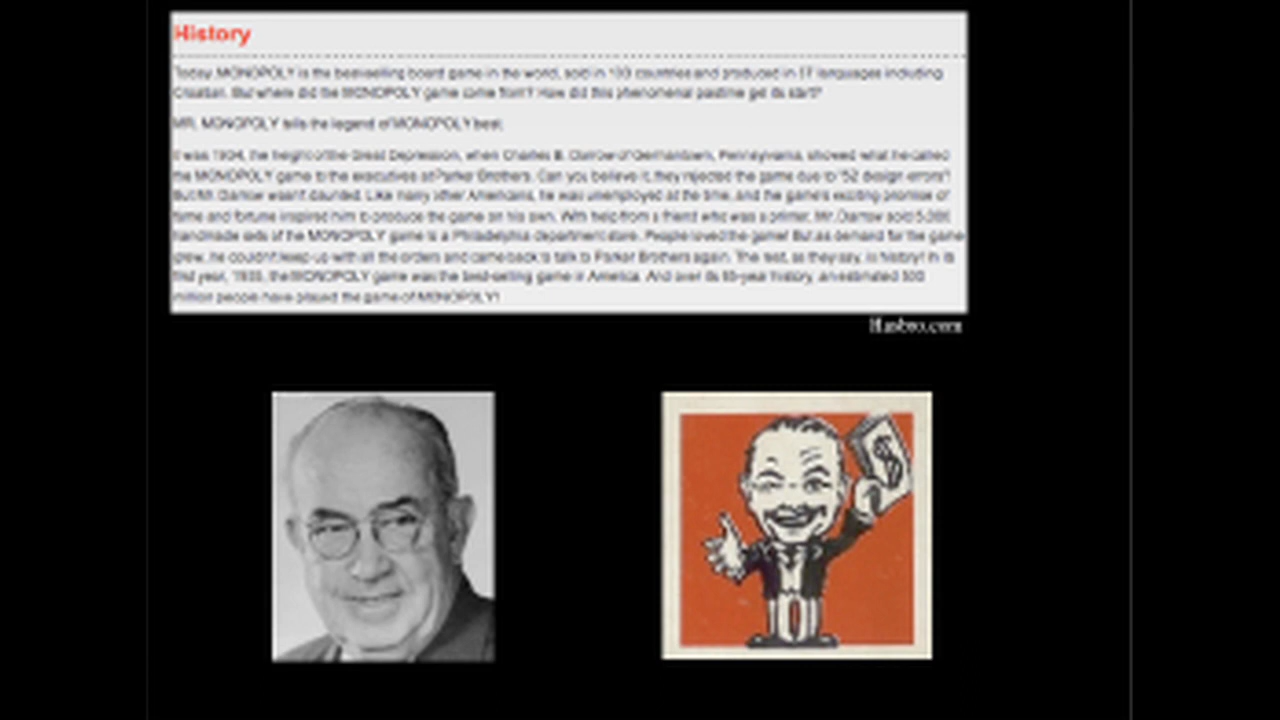 History
Today, MONOPOLY is the best-selling board game in the world, sold in 100 countries and produced in 37 languages including
Croatian. But where did the MONOPOLY game come from? How did this phenomenal pastime get its start?
MR. MONOPOLY tells the legend of MONOPOLY best.
It was 1934, the height of the Great Depression, when Charles B. Darrow of Germantown, Pennsylvania, showed what he called
the MONOPOLY game to the executives at Parker Brothers. Can you believe it, they rejected the game due to "52 design errors"!
But Mr. Darrow wasn't daunted. Like many other Americans, he was unemployed at the time, and the game's exciting promise of
fame and fortune inspired him to produce the game on his own. With help from a friend who was a printer, Mr. Darrow sold 5,000
handmade sets of the MONOPOLY game to a Philadelphia department store. People loved the game! But as demand for the game
grew, he couldn't keep up with all the orders and came back to talk to Parker Brothers again. The rest, as they say, is history! In its
first year, 1935, the MONOPOLY game was the best-selling game in America. And over its 65-year history, an estimated 500
million people have played the game of MONOPOLY!
Hasbro.com
$